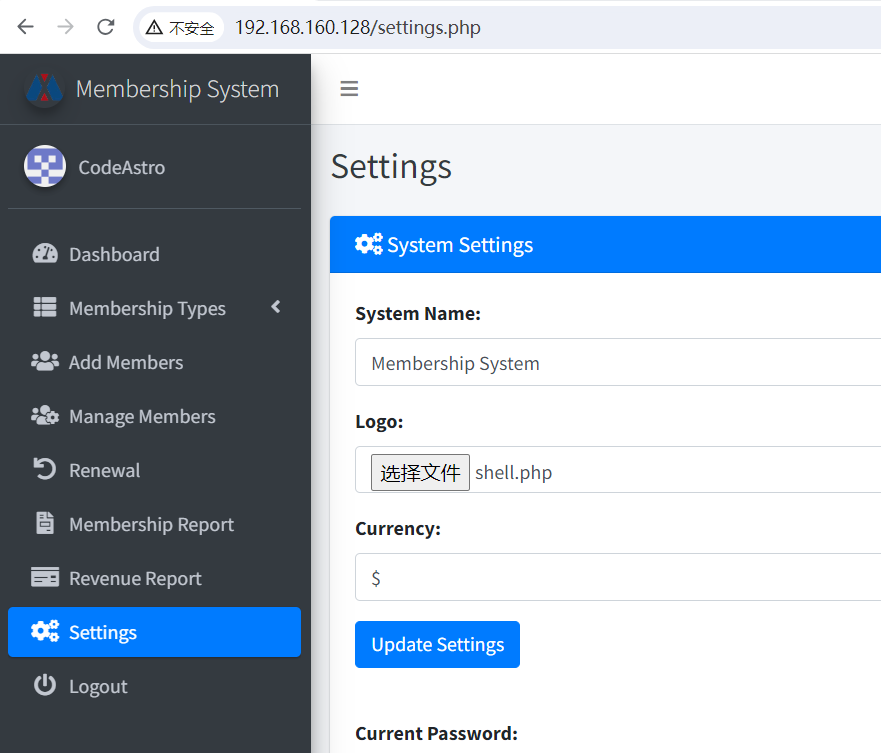 不安全 192.168.160.128/settings.php
Membership System
CodeAstro
Dashboard
Membership Types
Add Members
Manage Members
Renewal
Membership Report
Revenue Report
Settings
Logout
Settings
System Settings
System Name:
Membership System
Logo:
选择文件 shell.php
Currency:
$
Update Settings
Current Password: